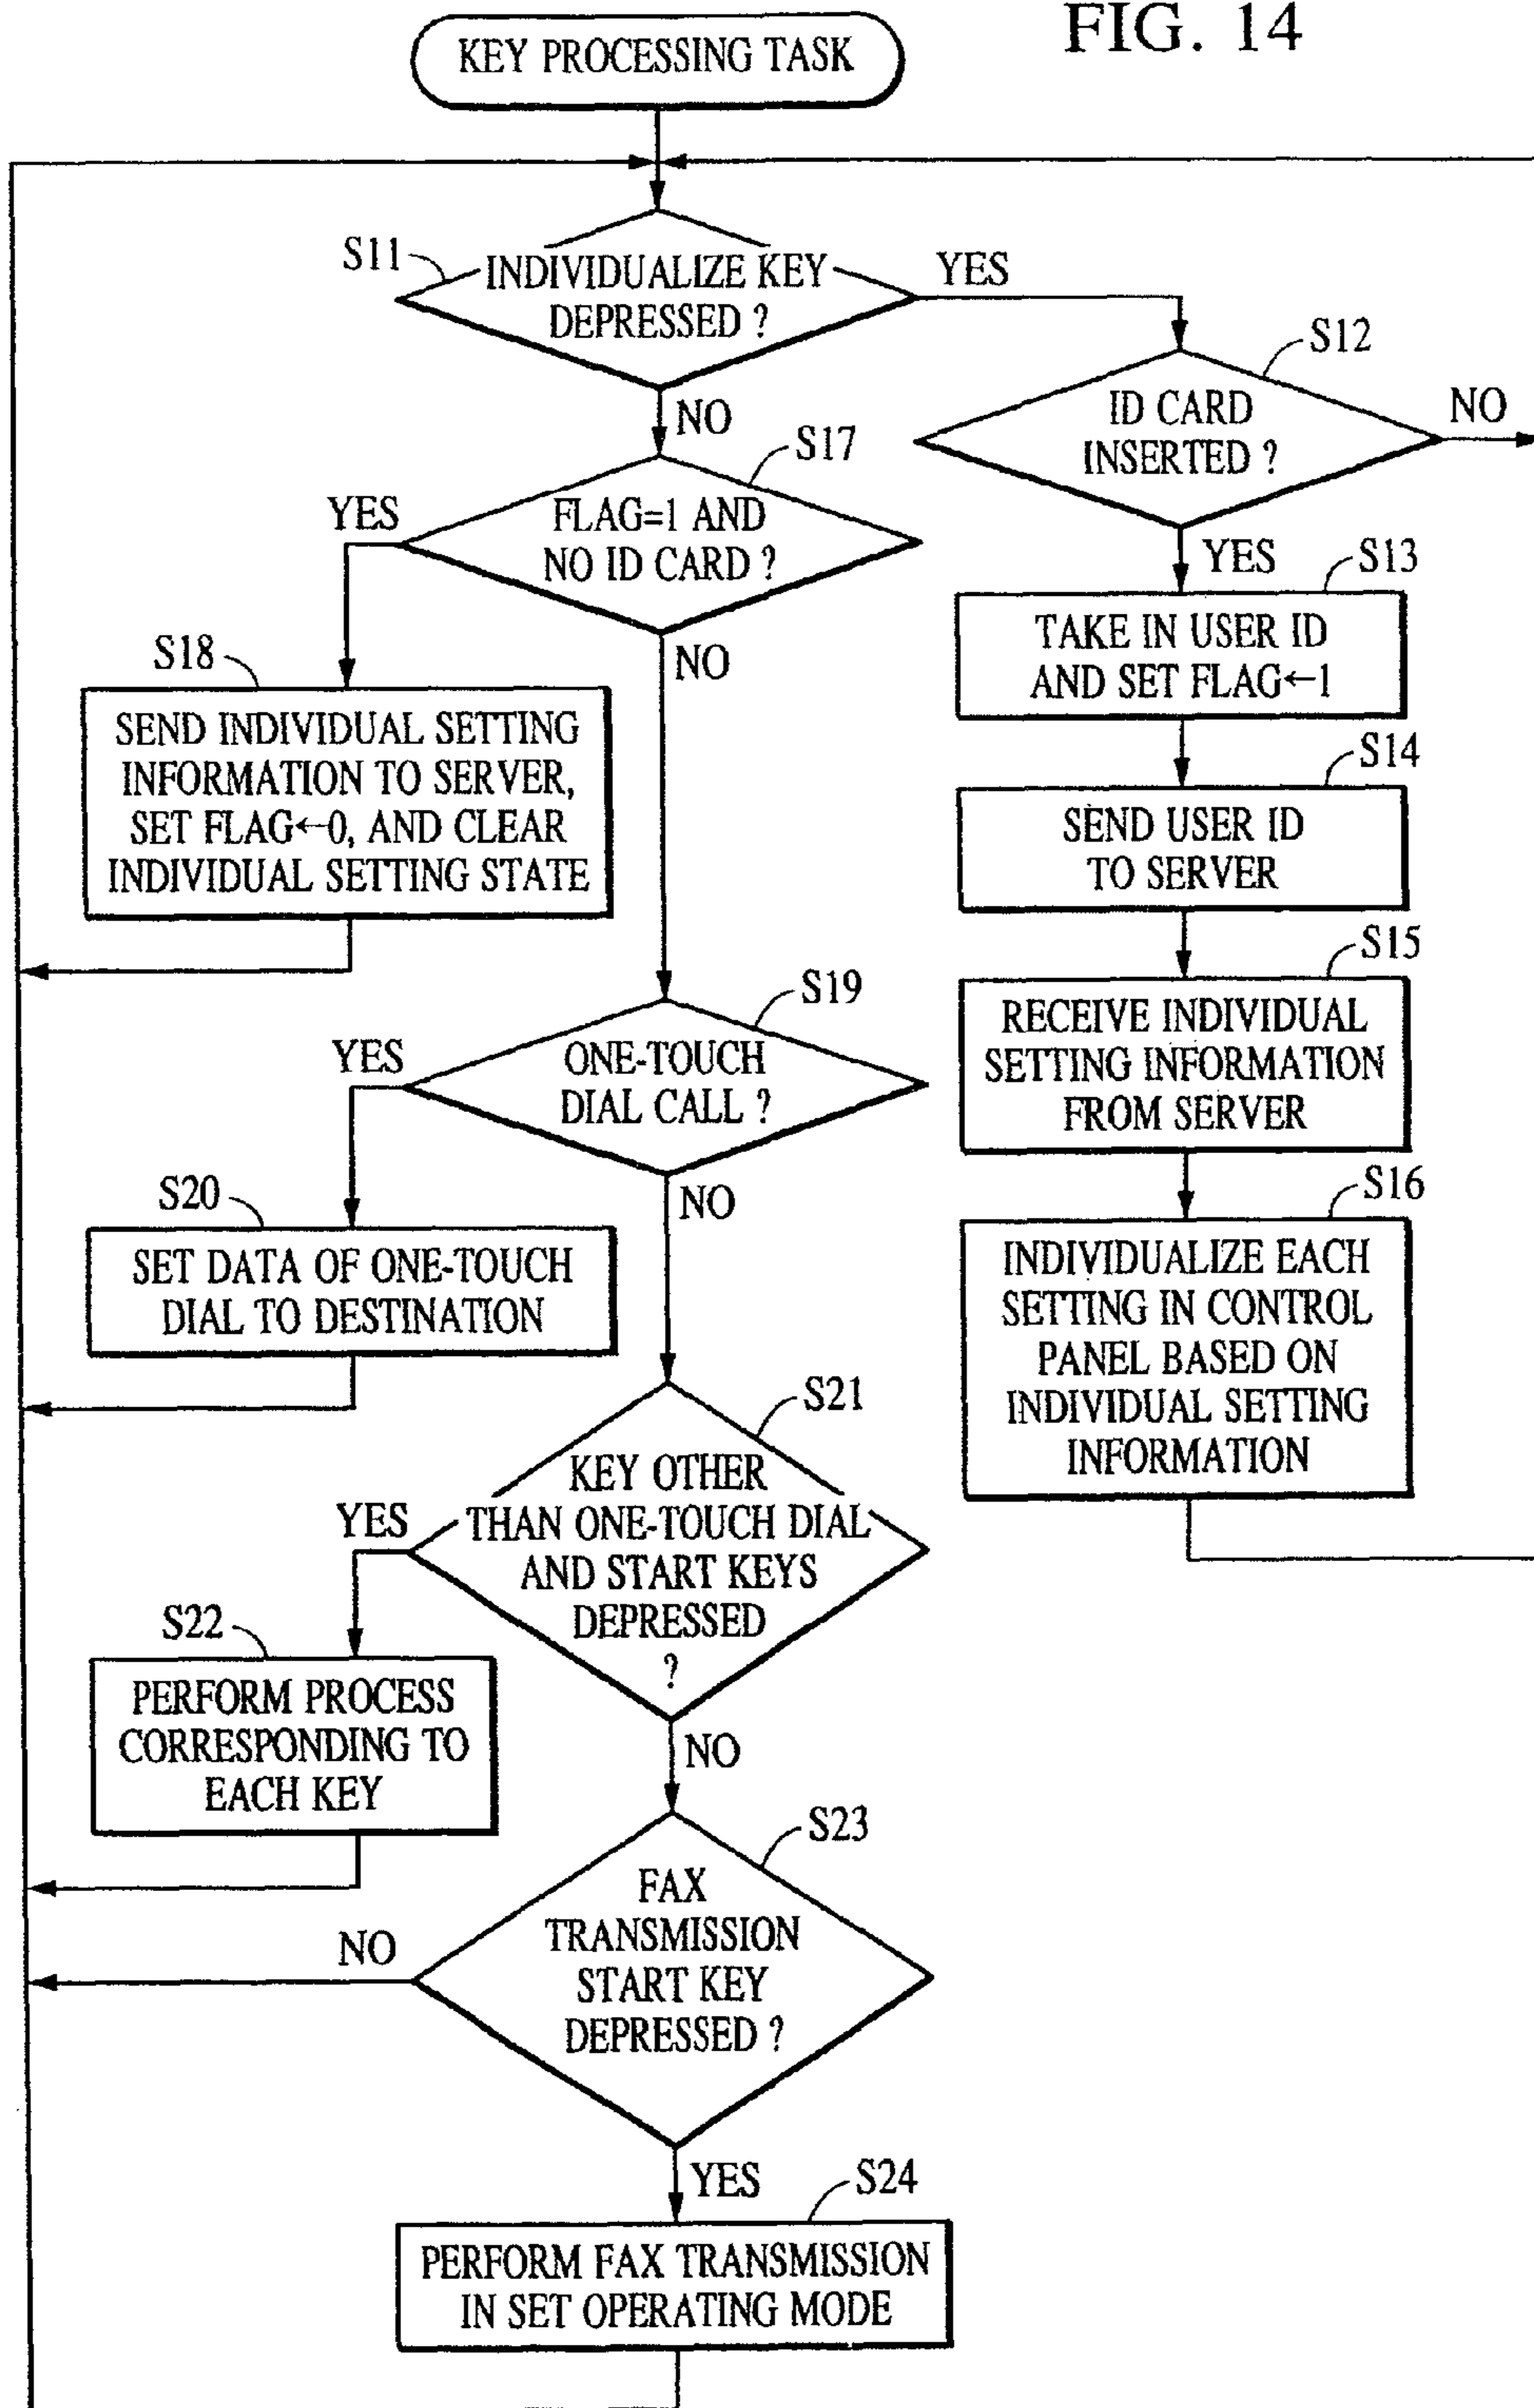 FIG. 14
KEY PROCESSING TASK
S11
INDIVIDUALIZE KEY
DEPRESSED ?
YES
NO
S12
ID CARD
INSERTED ?
NO
YES
S13
TAKE IN USER ID
AND SET FLAG←1
S14
SEND USER ID
TO SERVER
S15
RECEIVE INDIVIDUAL
SETTING INFORMATION
FROM SERVER
S16
INDIVIDUALIZE EACH
SETTING IN CONTROL
PANEL BASED ON
INDIVIDUAL SETTING
INFORMATION
S17
FLAG=1 AND
NO ID CARD ?
YES
NO
S18
SEND INDIVIDUAL SETTING
INFORMATION TO SERVER,
SET FLAG←0, AND CLEAR
INDIVIDUAL SETTING STATE
S19
ONE-TOUCH
DIAL CALL ?
YES
NO
S20
SET DATA OF ONE-TOUCH
DIAL TO DESTINATION
S21
KEY OTHER
THAN ONE-TOUCH DIAL
AND START KEYS
DEPRESSED
?
YES
NO
S22
PERFORM PROCESS
CORRESPONDING TO
EACH KEY
S23
FAX
TRANSMISSION
START KEY
DEPRESSED ?
NO
YES
S24
PERFORM FAX TRANSMISSION
IN SET OPERATING MODE